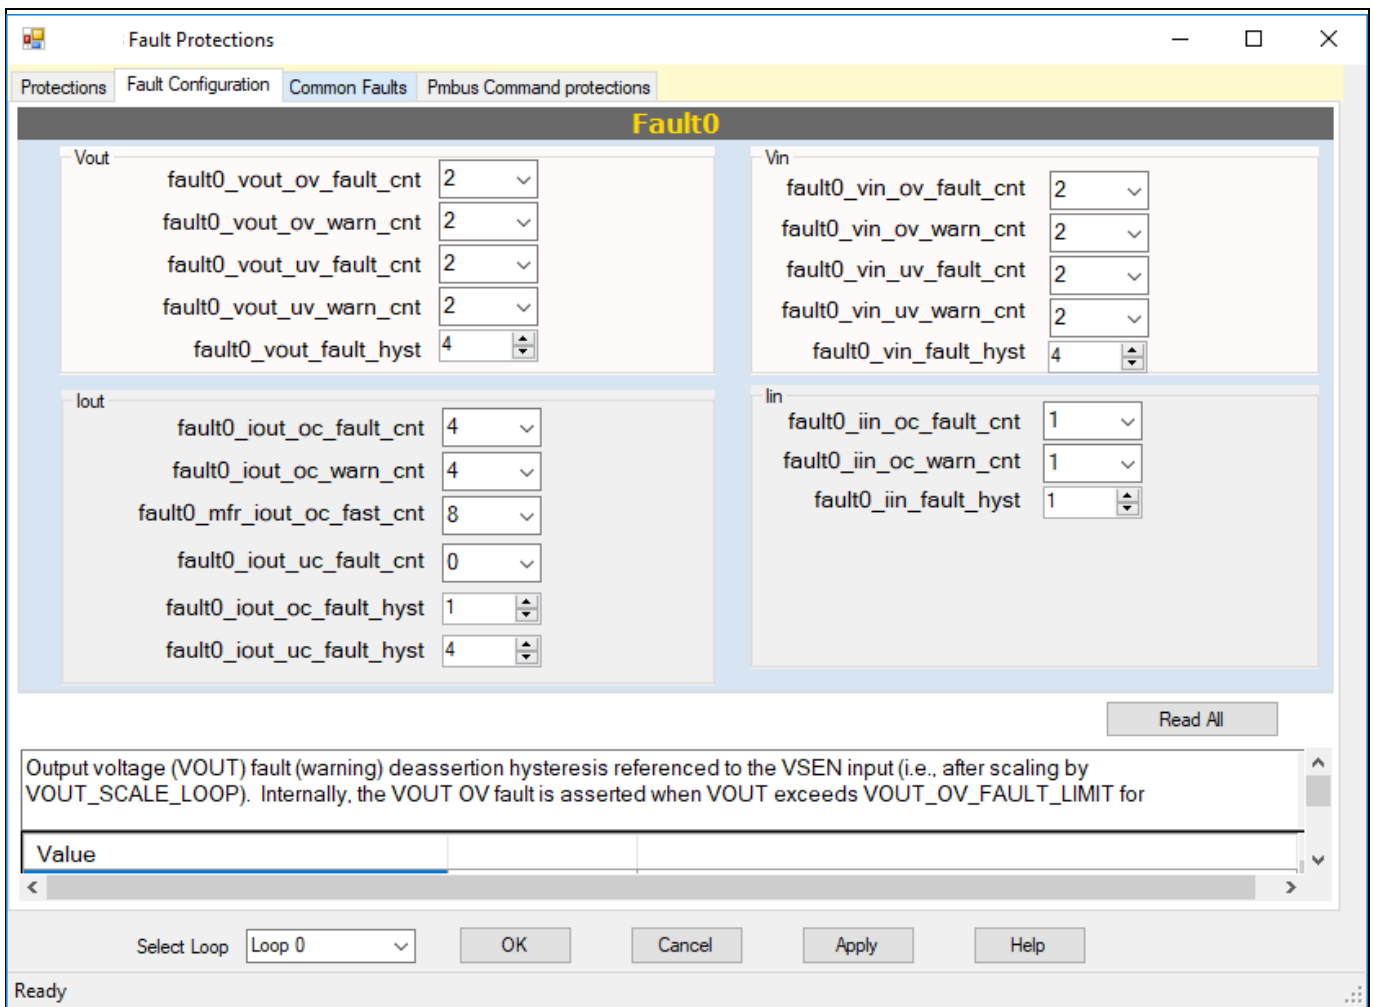 Fault Protections
Protections Fault Configuration Common Faults Pmbus Command protections
Fault0
Vout
fault0_vout_ov_fault_cnt 2
fault0_vout_ov_warn_cnt 2
fault0_vout_uv_fault_cnt 2
fault0_vout_uv_warn_cnt 2
fault0_vout_fault_hyst 4
Vin
fault0_vin_ov_fault_cnt 2
fault0_vin_ov_warn_cnt 2
fault0_vin_uv_fault_cnt 2
fault0_vin_uv_warn_cnt 2
fault0_vin_fault_hyst 4
Iout
fault0_iout_oc_fault_cnt 4
fault0_iout_oc_warn_cnt 4
fault0_mfr_iout_oc_fast_cnt 8
fault0_iout_uc_fault_cnt 0
fault0_iout_oc_fault_hyst 1
fault0_iout_uc_fault_hyst 4
Iin
fault0_iin_oc_fault_cnt 1
fault0_iin_oc_warn_cnt 1
fault0_iin_fault_hyst 1
Read All
Output voltage (VOUT) fault (warning) deassertion hysteresis referenced to the VSEN input (i.e., after scaling by
VOUT_SCALE_LOOP). Internally, the VOUT OV fault is asserted when VOUT exceeds VOUT_OV_FAULT_LIMIT for
Value
Select Loop Loop 0 OK Cancel Apply Help
Ready